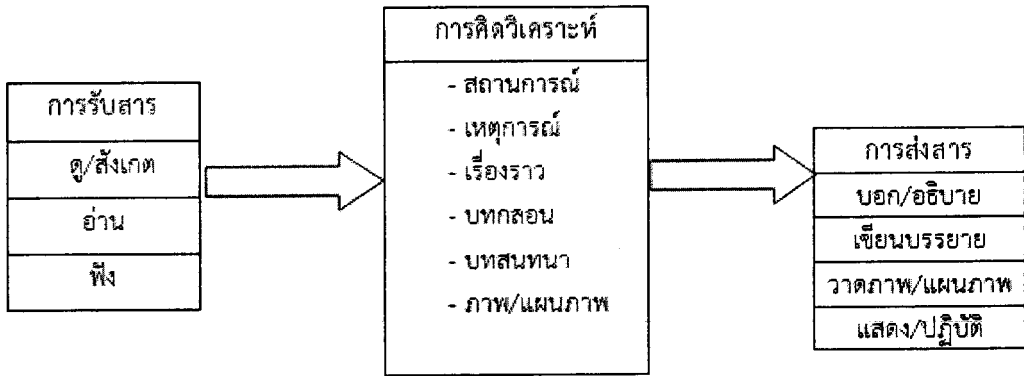 การรับสาร
ดู/สังเกต
อ่าน
ฟัง
การคิดวิเคราะห์
- สถานการณ์
- เหตุการณ์
- เรื่องราว
- บทกลอน
- บทสนทนา
- ภาพ/แผนภาพ
การส่งสาร
บอก/อธิบาย
เขียนบรรยาย
วาดภาพ/แผนภาพ
แสดง/ปฏิบัติ